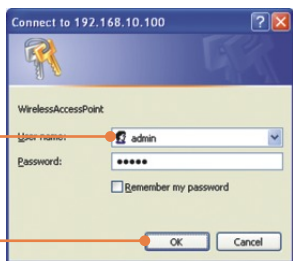 Connect to 192.168.10.100
WirelessAccessPoint
User name:
admin
Password:
•••••
Remember my password
OK
Cancel